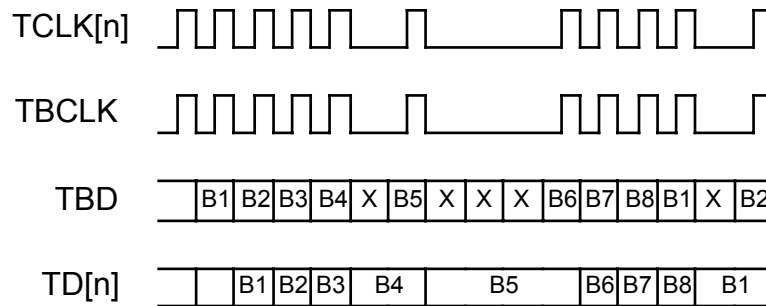 TCLK[n]
TBCLK
TBD B1 B2 B3 B4 X B5 X X X B6 B7 B8 B1 X B2
TD[n] B1 B2 B3 B4 B5 B6 B7 B8 B1